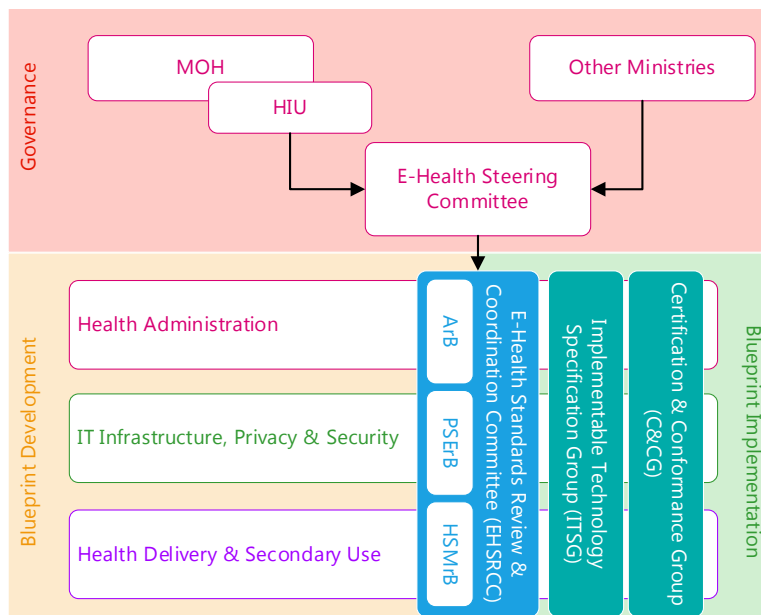 Governance
MOH
HIU
Other Ministries
E-Health Steering
Committee
Blueprint Development
Health Administration
IT Infrastructure, Privacy & Security
Health Delivery & Secondary Use
ArB
PSErB
HSMrB
E-Health Standards Review &
Coordination Committee (EHSRCC)
Implementable Technology
Specification Group (ITSG)
Certification & Conformance Group
(C&CG)
Blueprint Implementation